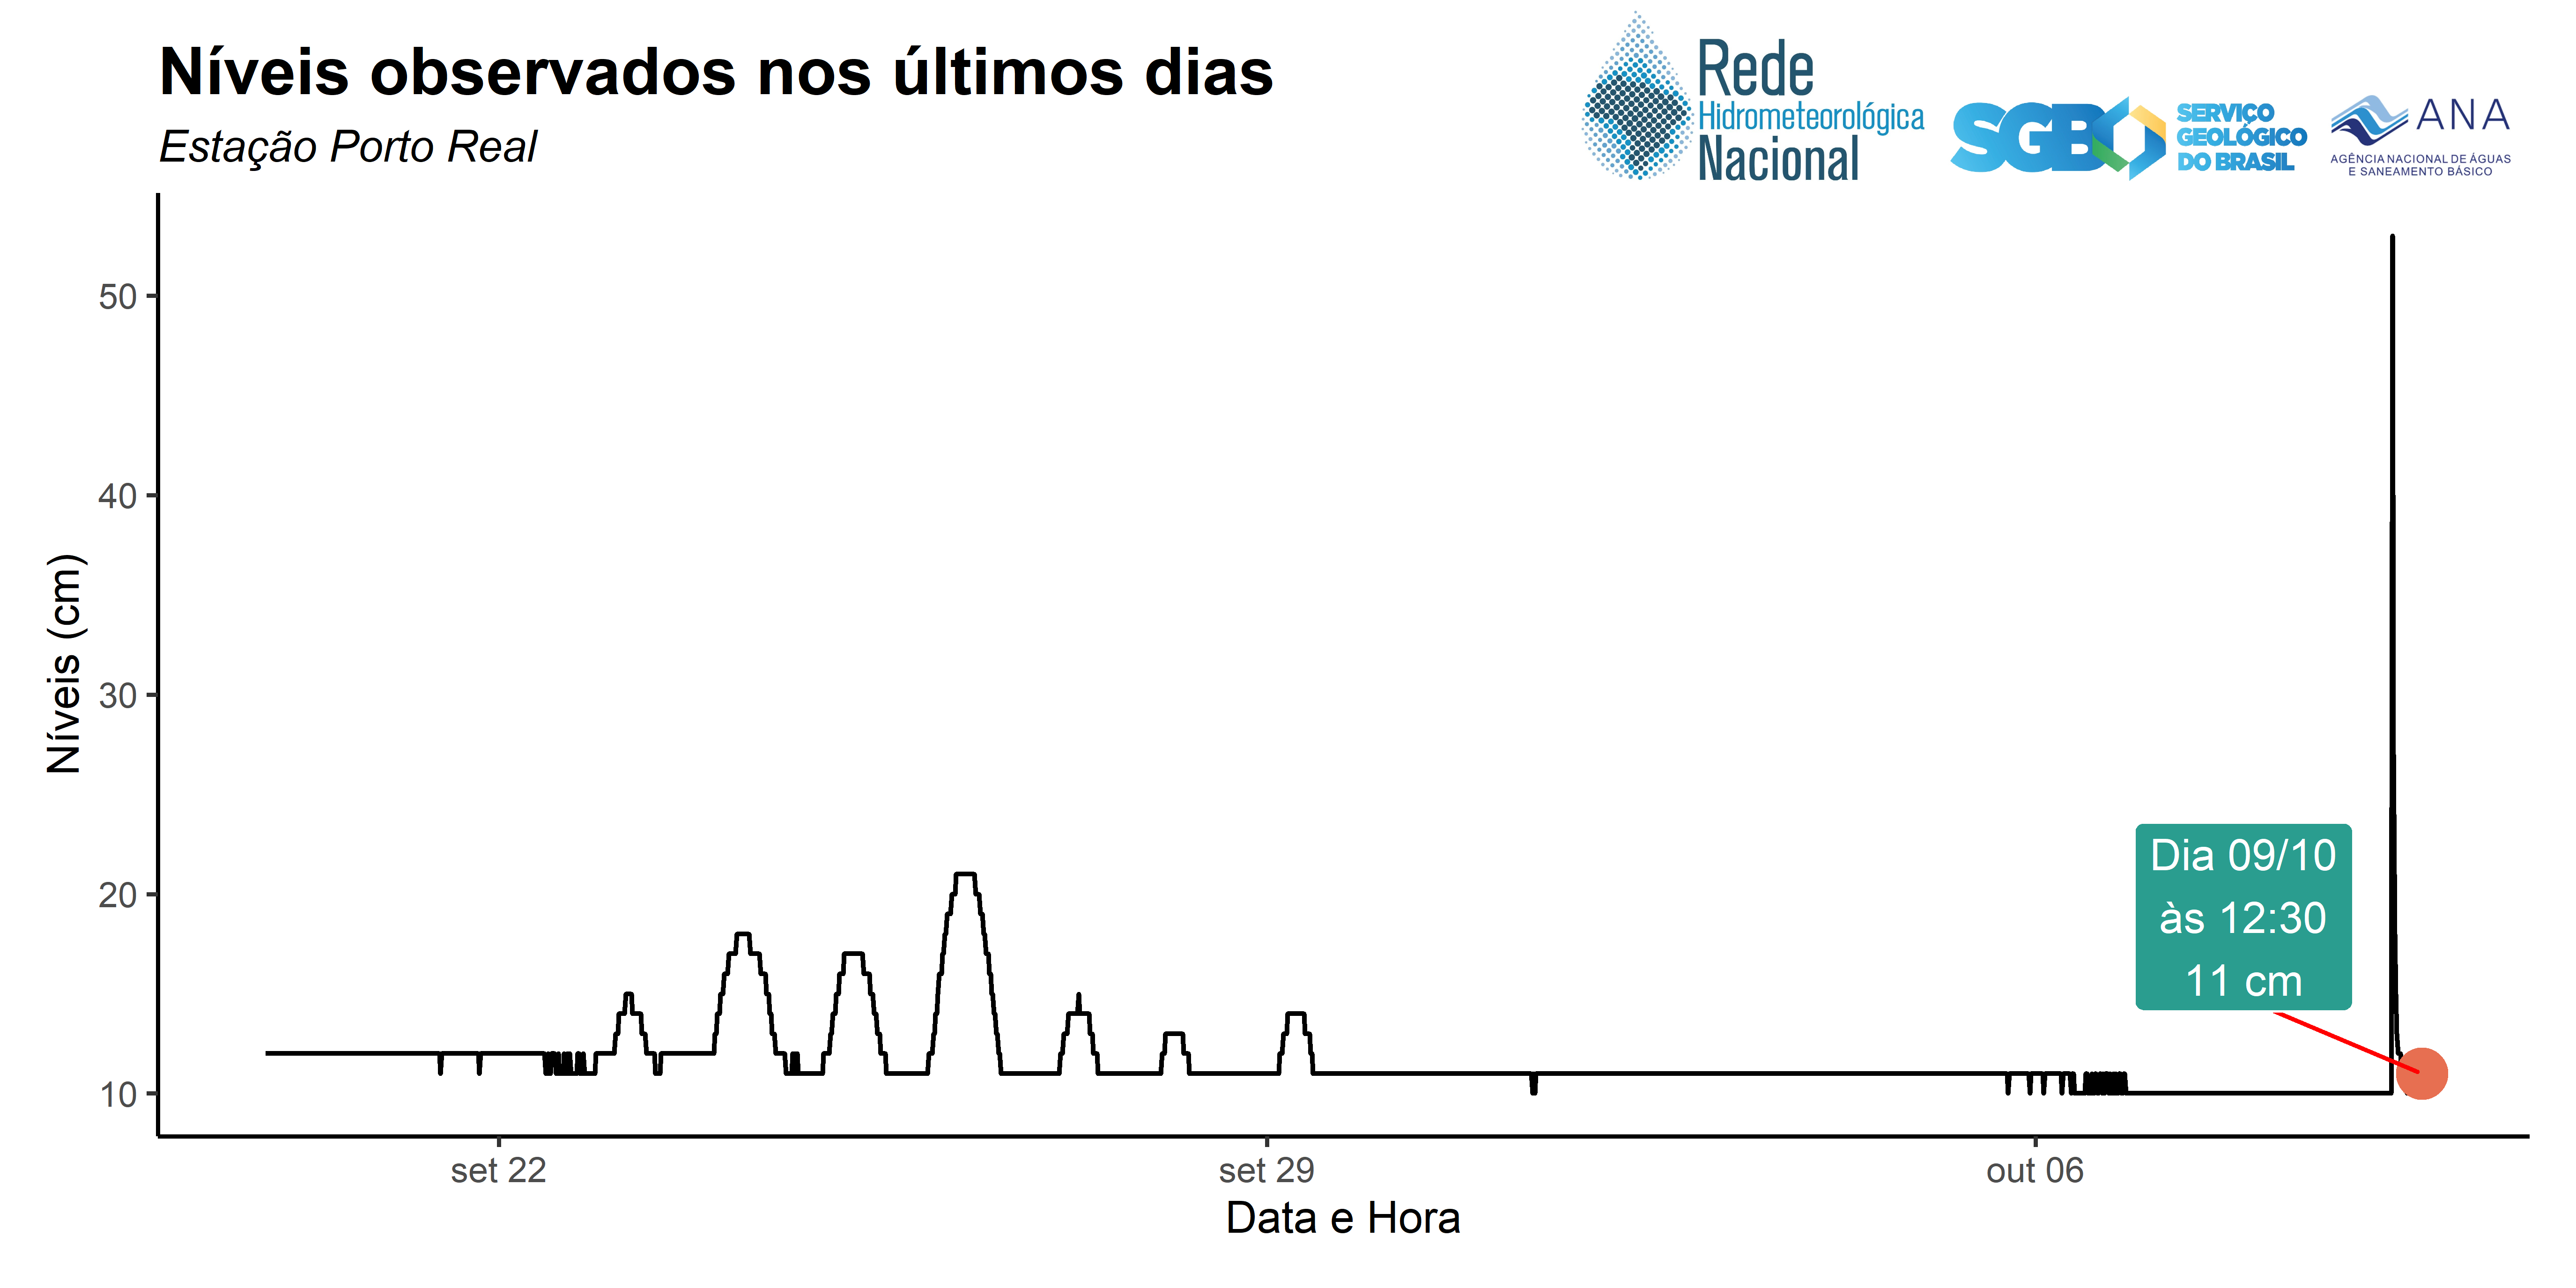 Níveis observados nos últimos dias
Estação Porto Real
Rede
Hidrometeorológica
Nacional
SGB
SERVIÇO
GEOLÓGICO
DO BRASIL
ANA
AGÊNCIA NACIONAL DE ÁGUAS
E SANEAMENTO BÁSICO
Níveis (cm)
50
40
30
20
10
Dia 09/10
às 12:30
11 cm
set 22
set 29
out 06
Data e Hora